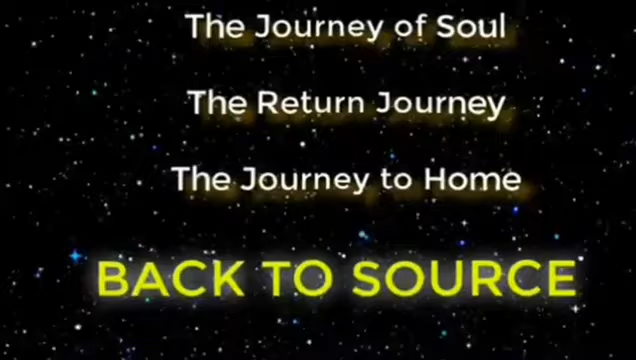 The Journey of Soul
The Return Journey
The Journey to Home
BACK TO SOURCE